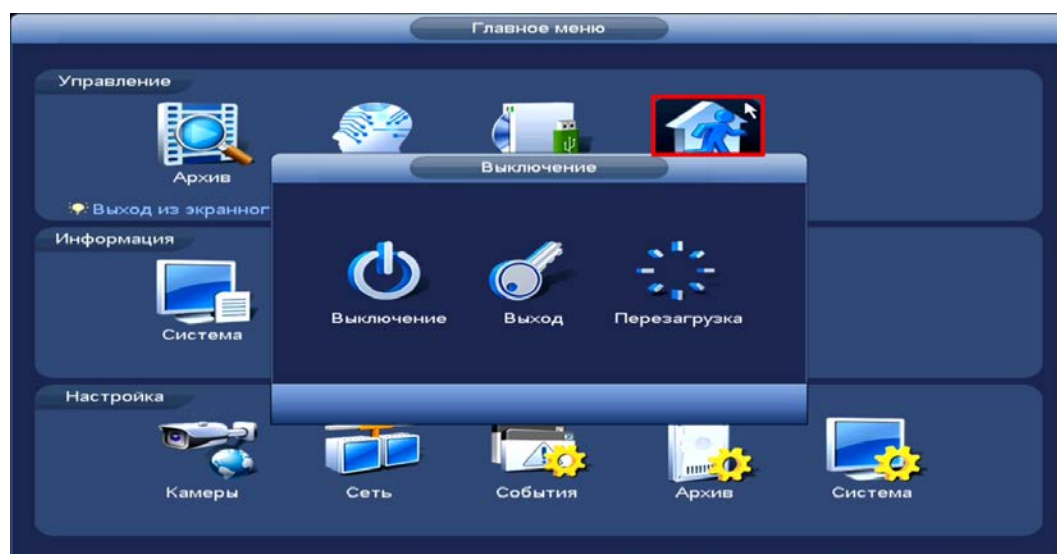 Главное меню
Управление
Архив
Выход из экранног
Выключение
Выключение
Выход
Перезагрузка
Информация
Система
Настройка
Камеры
Сеть
События
Архив
Система